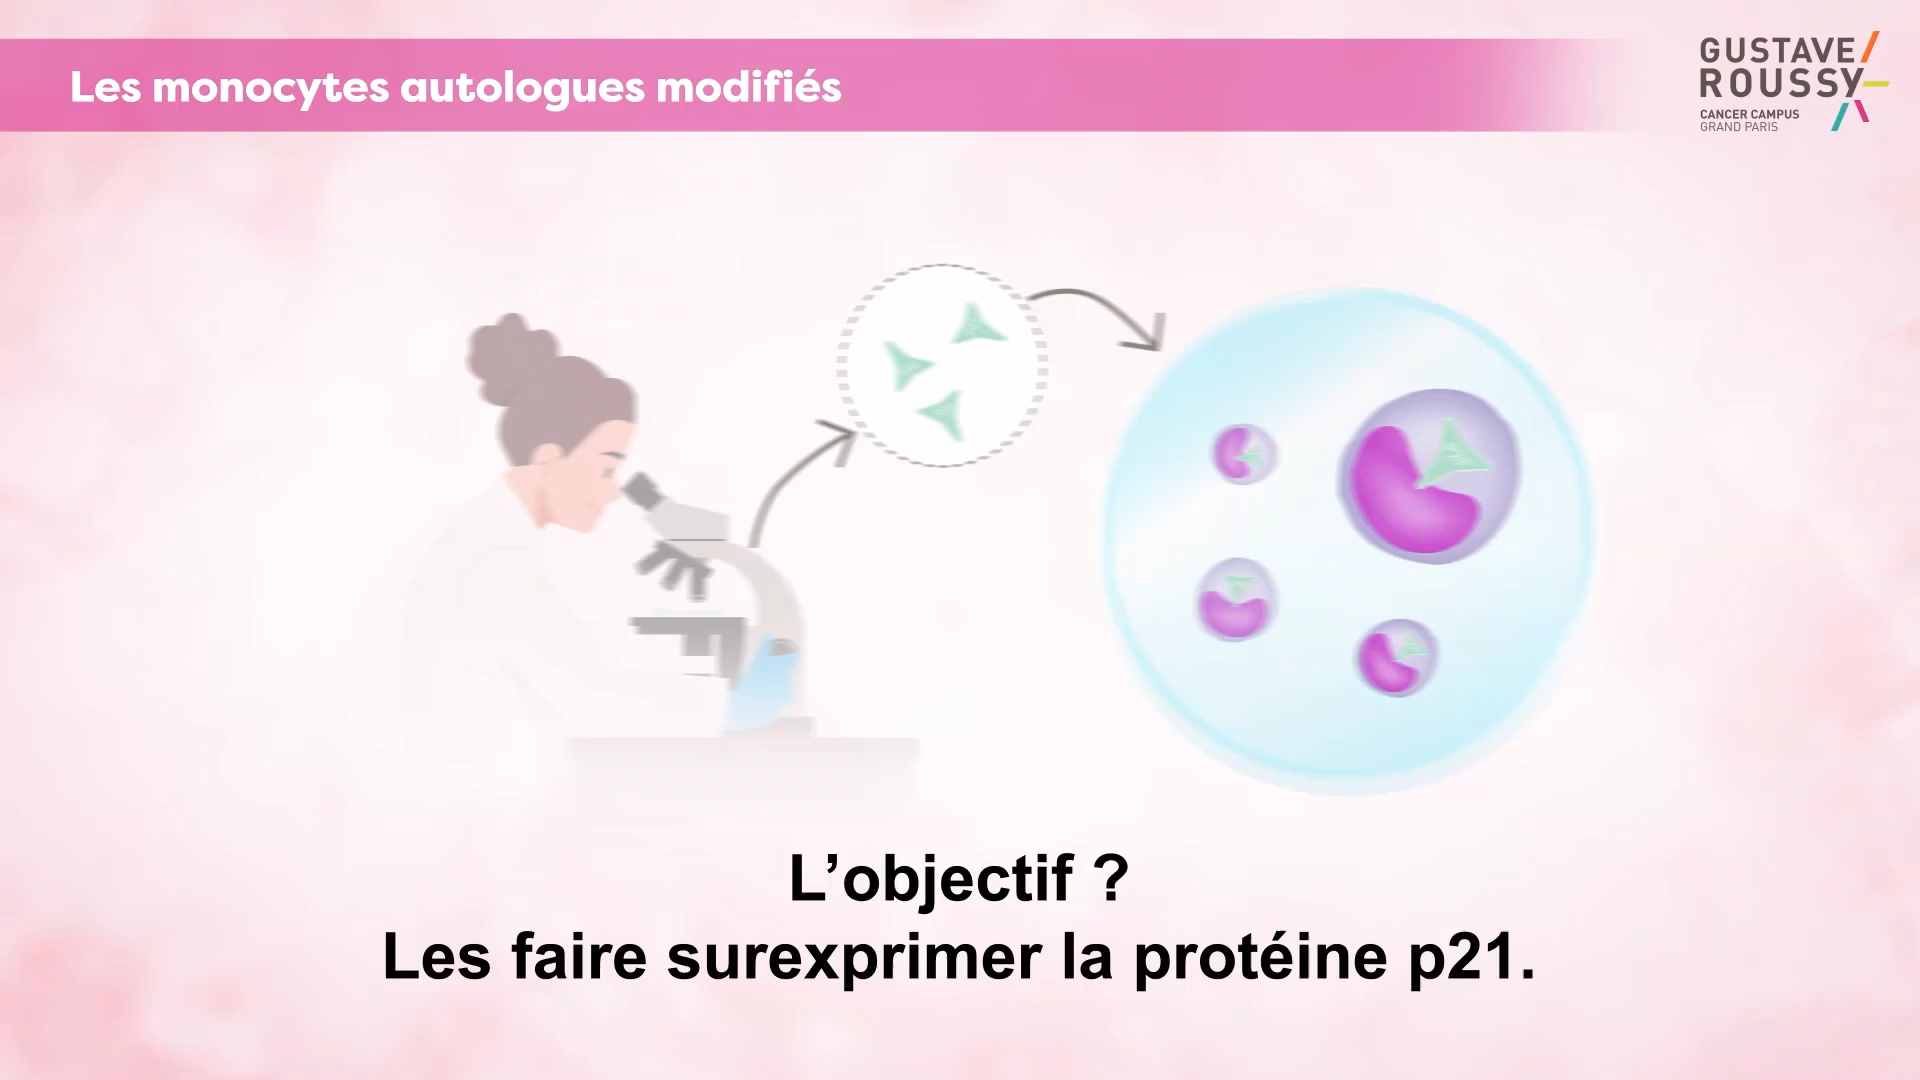 Les monocytes autologues modifiés
GUSTAVE
ROUSSY
CANCER CAMPUS
GRAND PARIS
L’objectif ?
Les faire surexprimer la protéine p21.